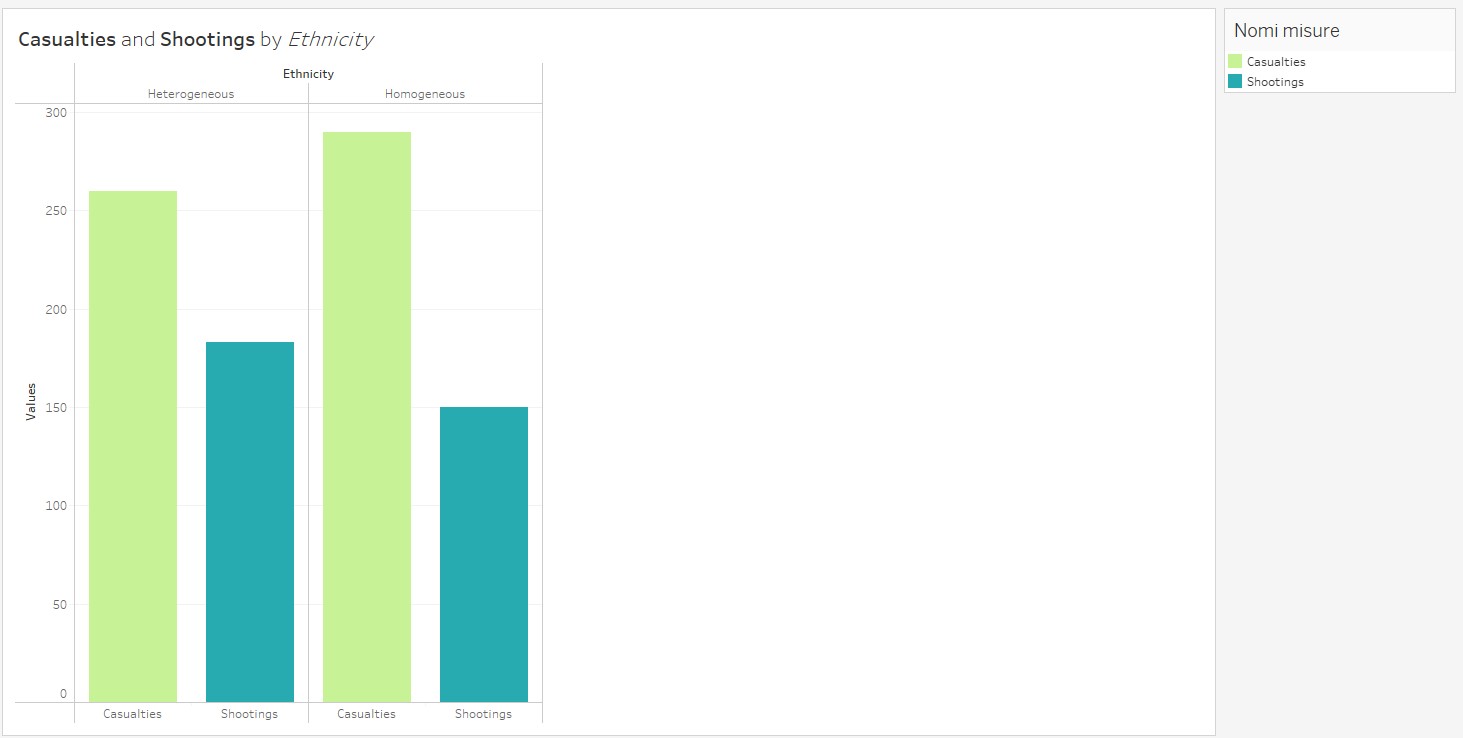 Casualties and Shootings by Ethnicity
Ethnicity
Heterogeneous Homogeneous
300
250
200
150
100
50
0
Values
Casualties Shootings Casualties Shootings
Nomi misure
Casualties
Shootings